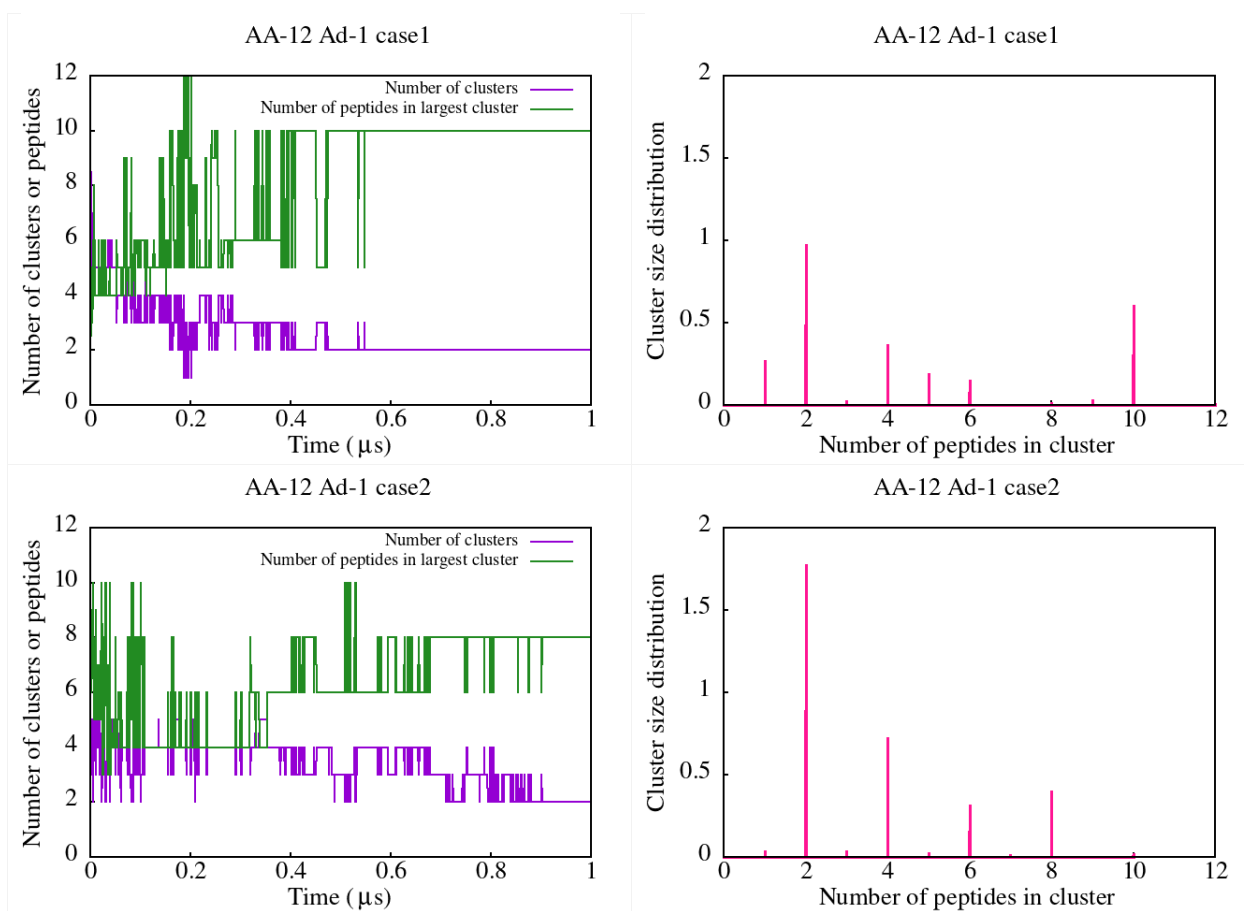 AA-12 Ad-1 case1
Number of clusters or peptides
12
10
8
6
4
2
0
Number of clusters
Number of peptides in largest cluster
0 0.2 0.4 0.6 0.8 1
Time (μs)
AA-12 Ad-1 case1
Cluster size distribution
2
1.5
1
0.5
0
0 2 4 6 8 10 12
Number of peptides in cluster
AA-12 Ad-1 case2
Number of clusters or peptides
12
10
8
6
4
2
0
Number of clusters
Number of peptides in largest cluster
0 0.2 0.4 0.6 0.8 1
Time (μs)
AA-12 Ad-1 case2
Cluster size distribution
2
1.5
1
0.5
0
0 2 4 6 8 10 12
Number of peptides in cluster